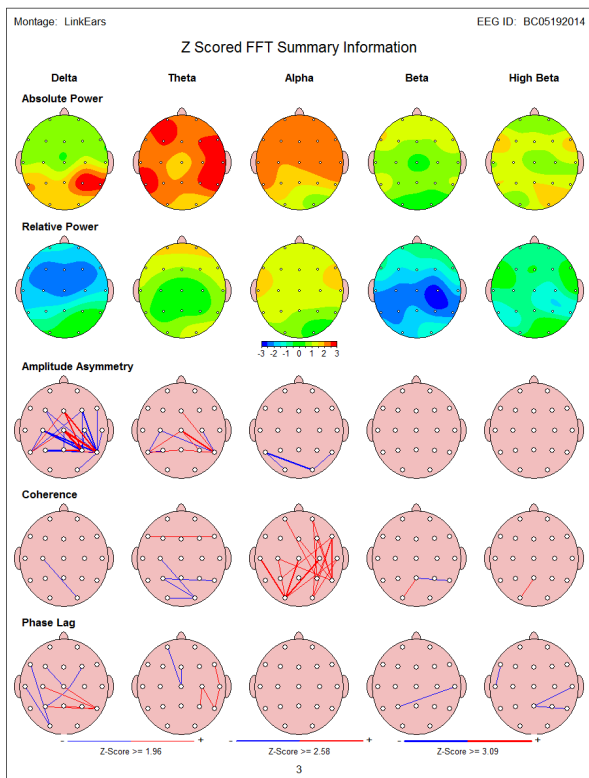 Montage: LinkEars EEG ID: BC05192014
Z Scored FFT Summary Information
Delta Theta Alpha Beta High Beta
Absolute Power
Relative Power
-3 -2 -1 0 1 2 3
Amplitude Asymmetry
Coherence
Phase Lag
- + - + - +
Z-Score >= 1.96 Z-Score >= 2.58 Z-Score >= 3.09
3